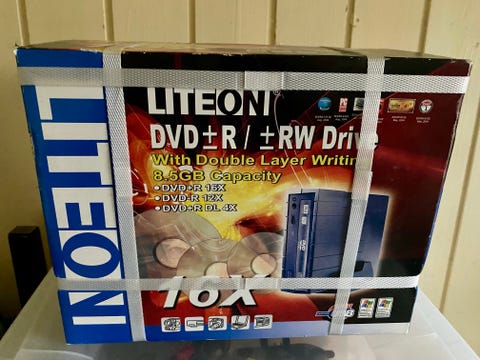 LITEON
LITEON
DVD±R / ±RW Drive
With Double Layer Writin
8.5GB Capacity
DVD+R 16X
DVD-R 12X
DVD+R DL 4X
16X